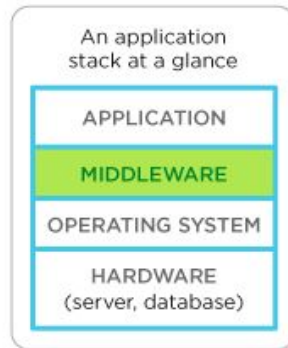 An application
stack at a glance
APPLICATION
MIDDLEWARE
OPERATING SYSTEM
HARDWARE
(server, database)